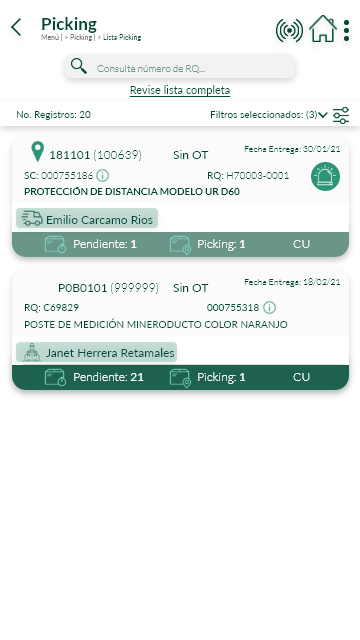 Picking
Menú | > Picking | > Lista Picking
Consulte número de RQ...
Revise lista completa
No. Registros: 20 Filtros seleccionados: (3)
Fecha Entrega: 30/01/21
181101 (100639) Sin OT
SC: 000755186 RQ: H70003-0001
PROTECCIÓN DE DISTANCIA MODELO UR D60
Emilio Carcamo Rios
Pendiente: 1 Picking: 1 CU
Fecha Entrega: 18/02/21
P0B0101 (999999) Sin OT
RQ: C69829 000755318
POSTE DE MEDICIÓN MINERODUCTO COLOR NARANJO
Janet Herrera Retamales
Pendiente: 21 Picking: 1 CU